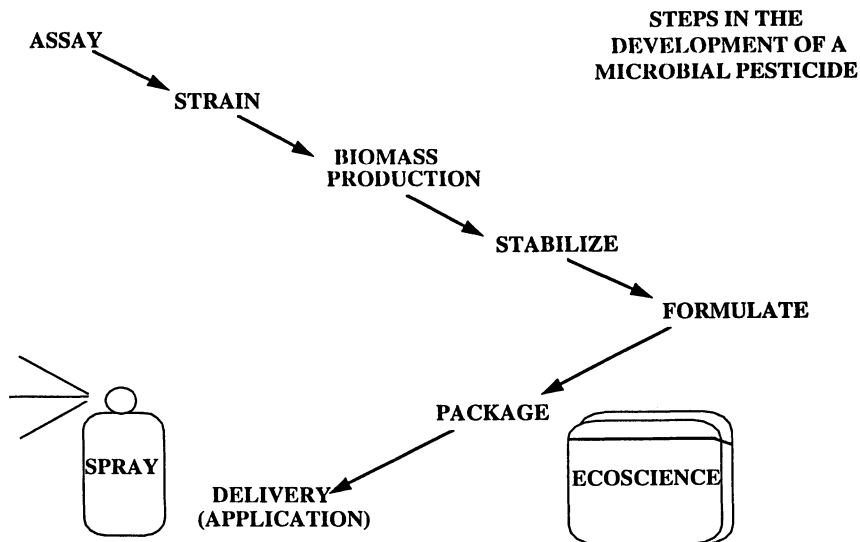 STEPS IN THE
DEVELOPMENT OF A
MICROBIAL PESTICIDE
ASSAY
STRAIN
BIOMASS
PRODUCTION
STABILIZE
FORMULATE
PACKAGE
DELIVERY
(APPLICATION)
SPRAY
ECOSCIENCE